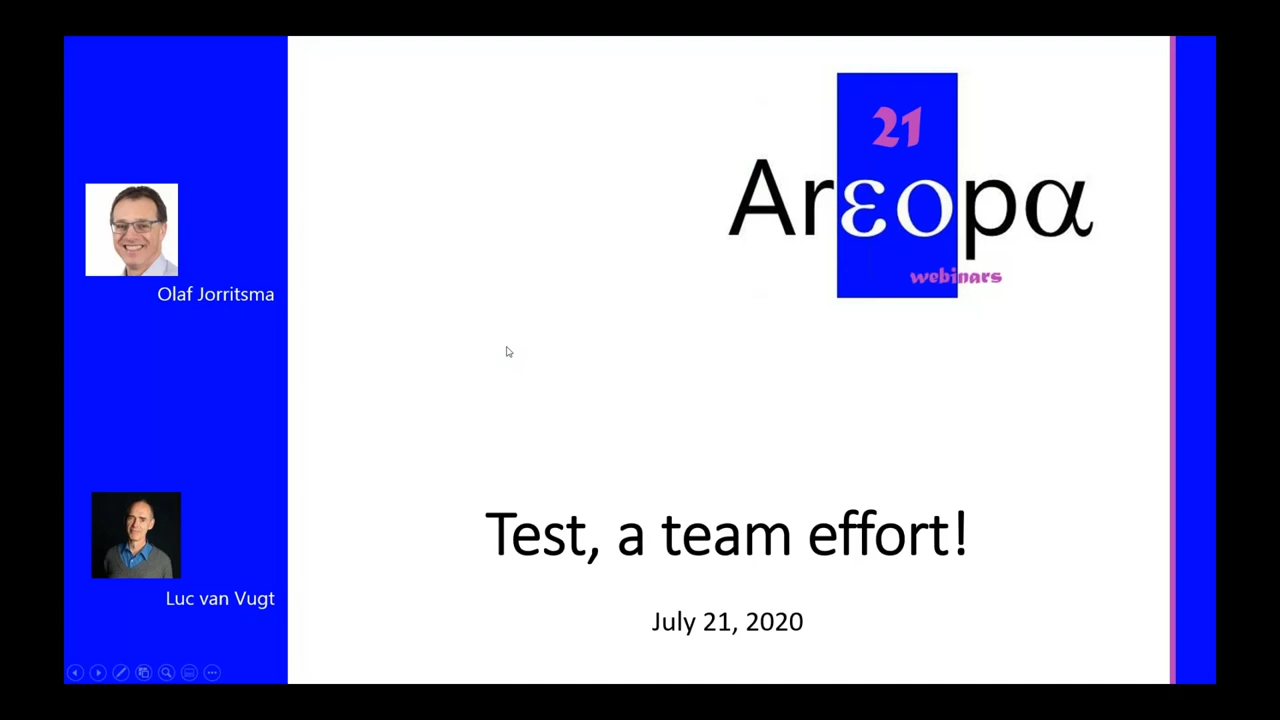 21
Arεopα
webinars
Olaf Jorritsma
Test, a team effort!
Luc van Vugt
July 21, 2020